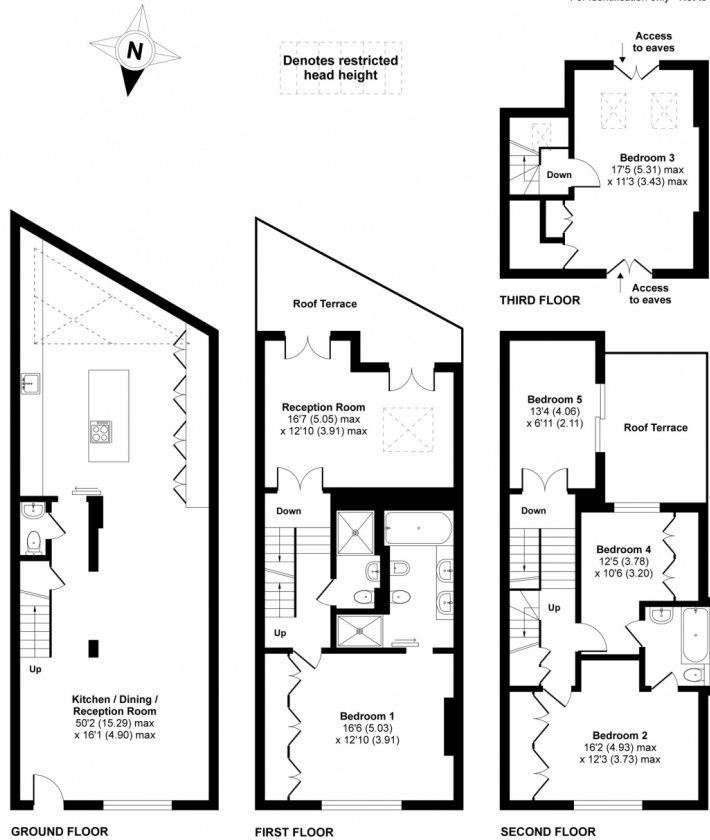 N
Denotes restricted
head height
Access
to eaves
Bedroom 3
17'5 (5.31) max
x 11'3 (3.43) max
Down
Access
to eaves
THIRD FLOOR
Up
Kitchen / Dining /
Reception Room
50'2 (15.29) max
x 16'1 (4.90) max
GROUND FLOOR
Roof Terrace
Reception Room
16'7 (5.05) max
x 12'10 (3.91) max
Down
Up
Bedroom 1
16'6 (5.03)
x 12'10 (3.91)
FIRST FLOOR
Bedroom 5
13'4 (4.06)
x 6'11 (2.11)
Roof Terrace
Down
Bedroom 4
12'5 (3.78)
x 10'6 (3.20)
Up
Bedroom 2
16'2 (4.93) max
x 12'3 (3.73) max
SECOND FLOOR